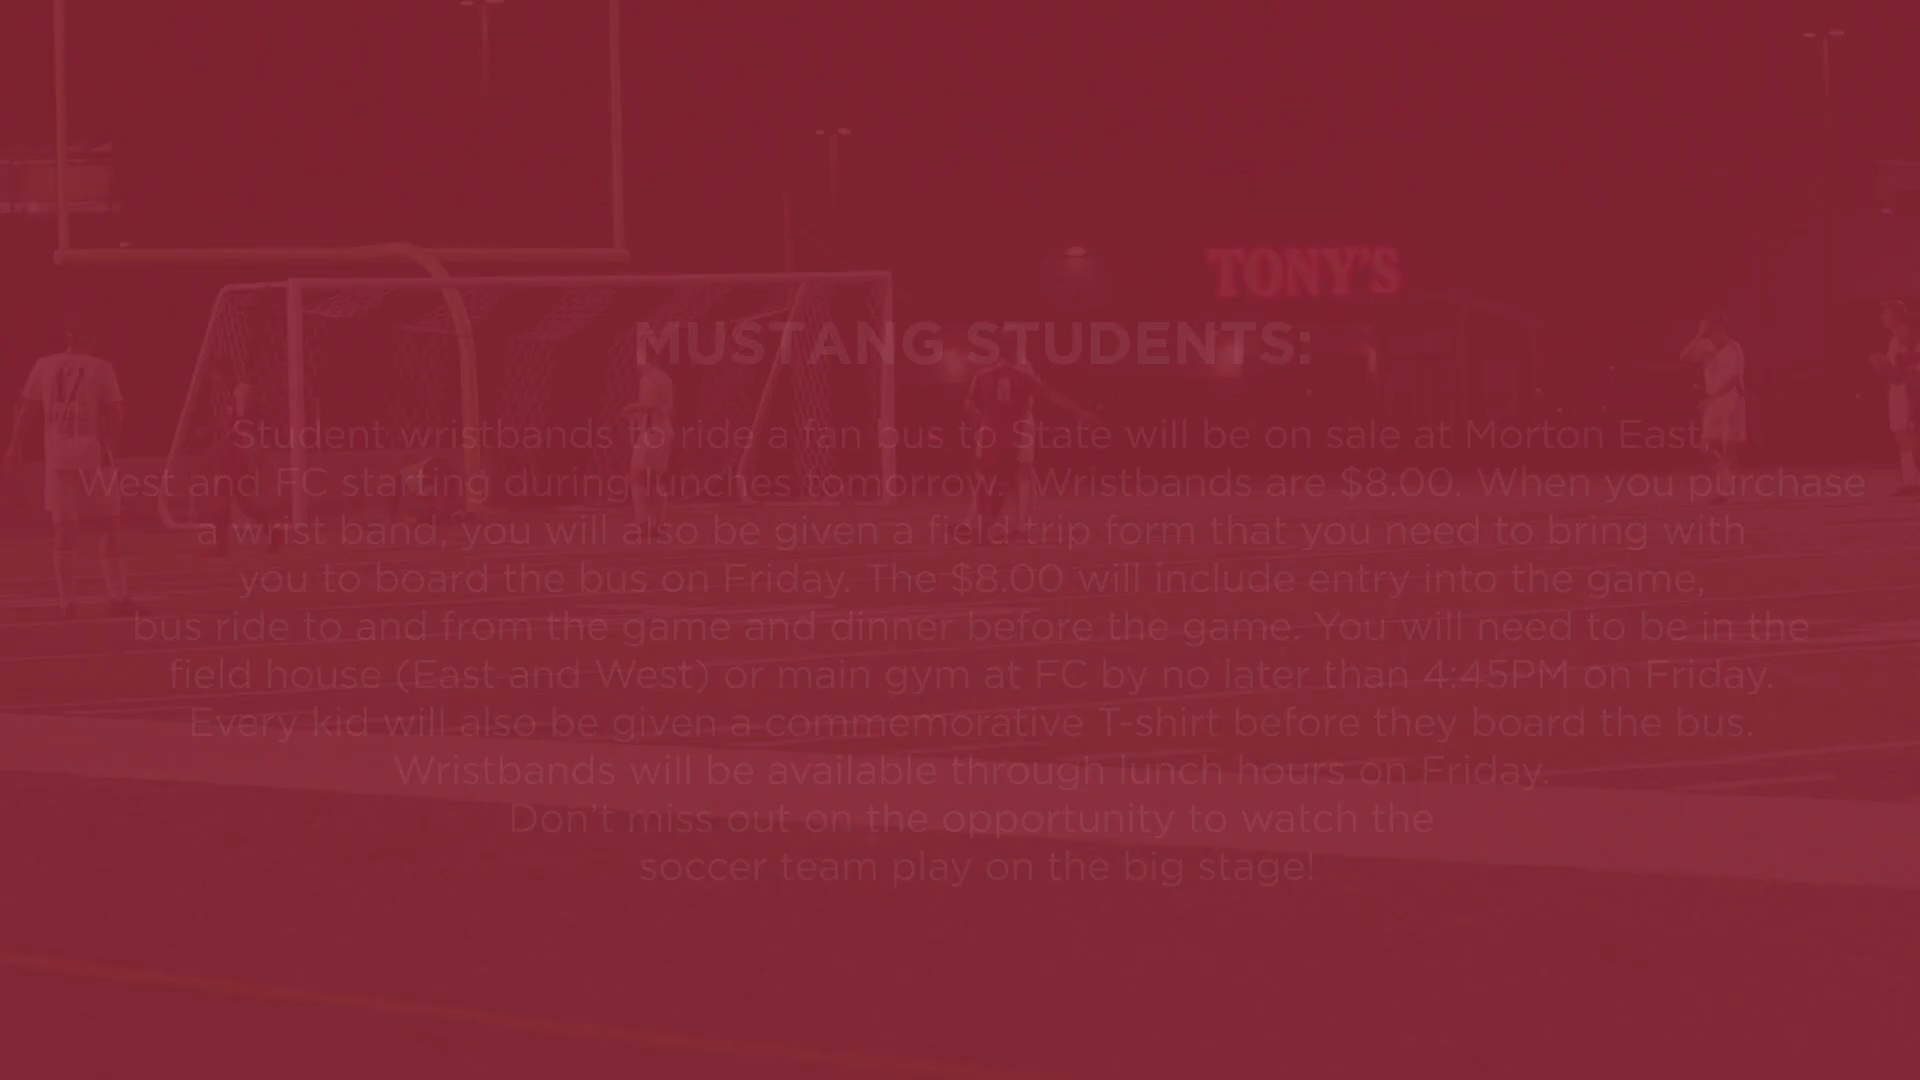 TONY'S
MUSTANG STUDENTS:
Student wristbands to ride a fan bus to State will be on sale at Morton East,
West and FC starting during lunches tomorrow. Wristbands are $8.00. When you purchase
a wrist band, you will also be given a field trip form that you need to bring with
you to board the bus on Friday. The $8.00 will include entry into the game,
bus ride to and from the game and dinner before the game. You will need to be in the
field house (East and West) or main gym at FC by no later than 4:45PM on Friday.
Every kid will also be given a commemorative T-shirt before they board the bus.
Wristbands will be available through lunch hours on Friday.
Don't miss out on the opportunity to watch the
soccer team play on the big stage!
17